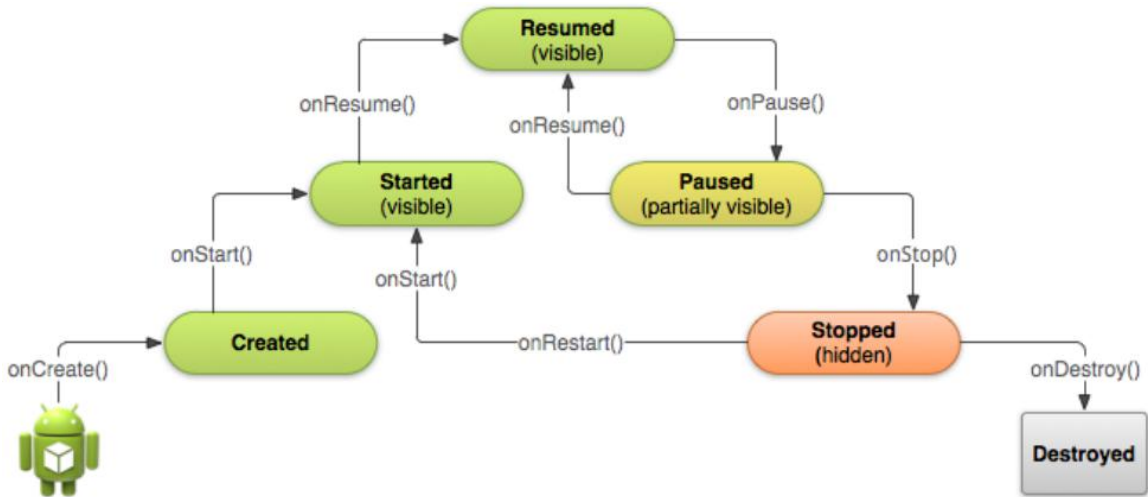 Resumed
(visible)
onResume()
onResume()
onPause()
Started
(visible)
Paused
(partially visible)
onStart()
onStart()
onStop()
Created
onRestart()
Stopped
(hidden)
onCreate()
onDestroy()
Destroyed